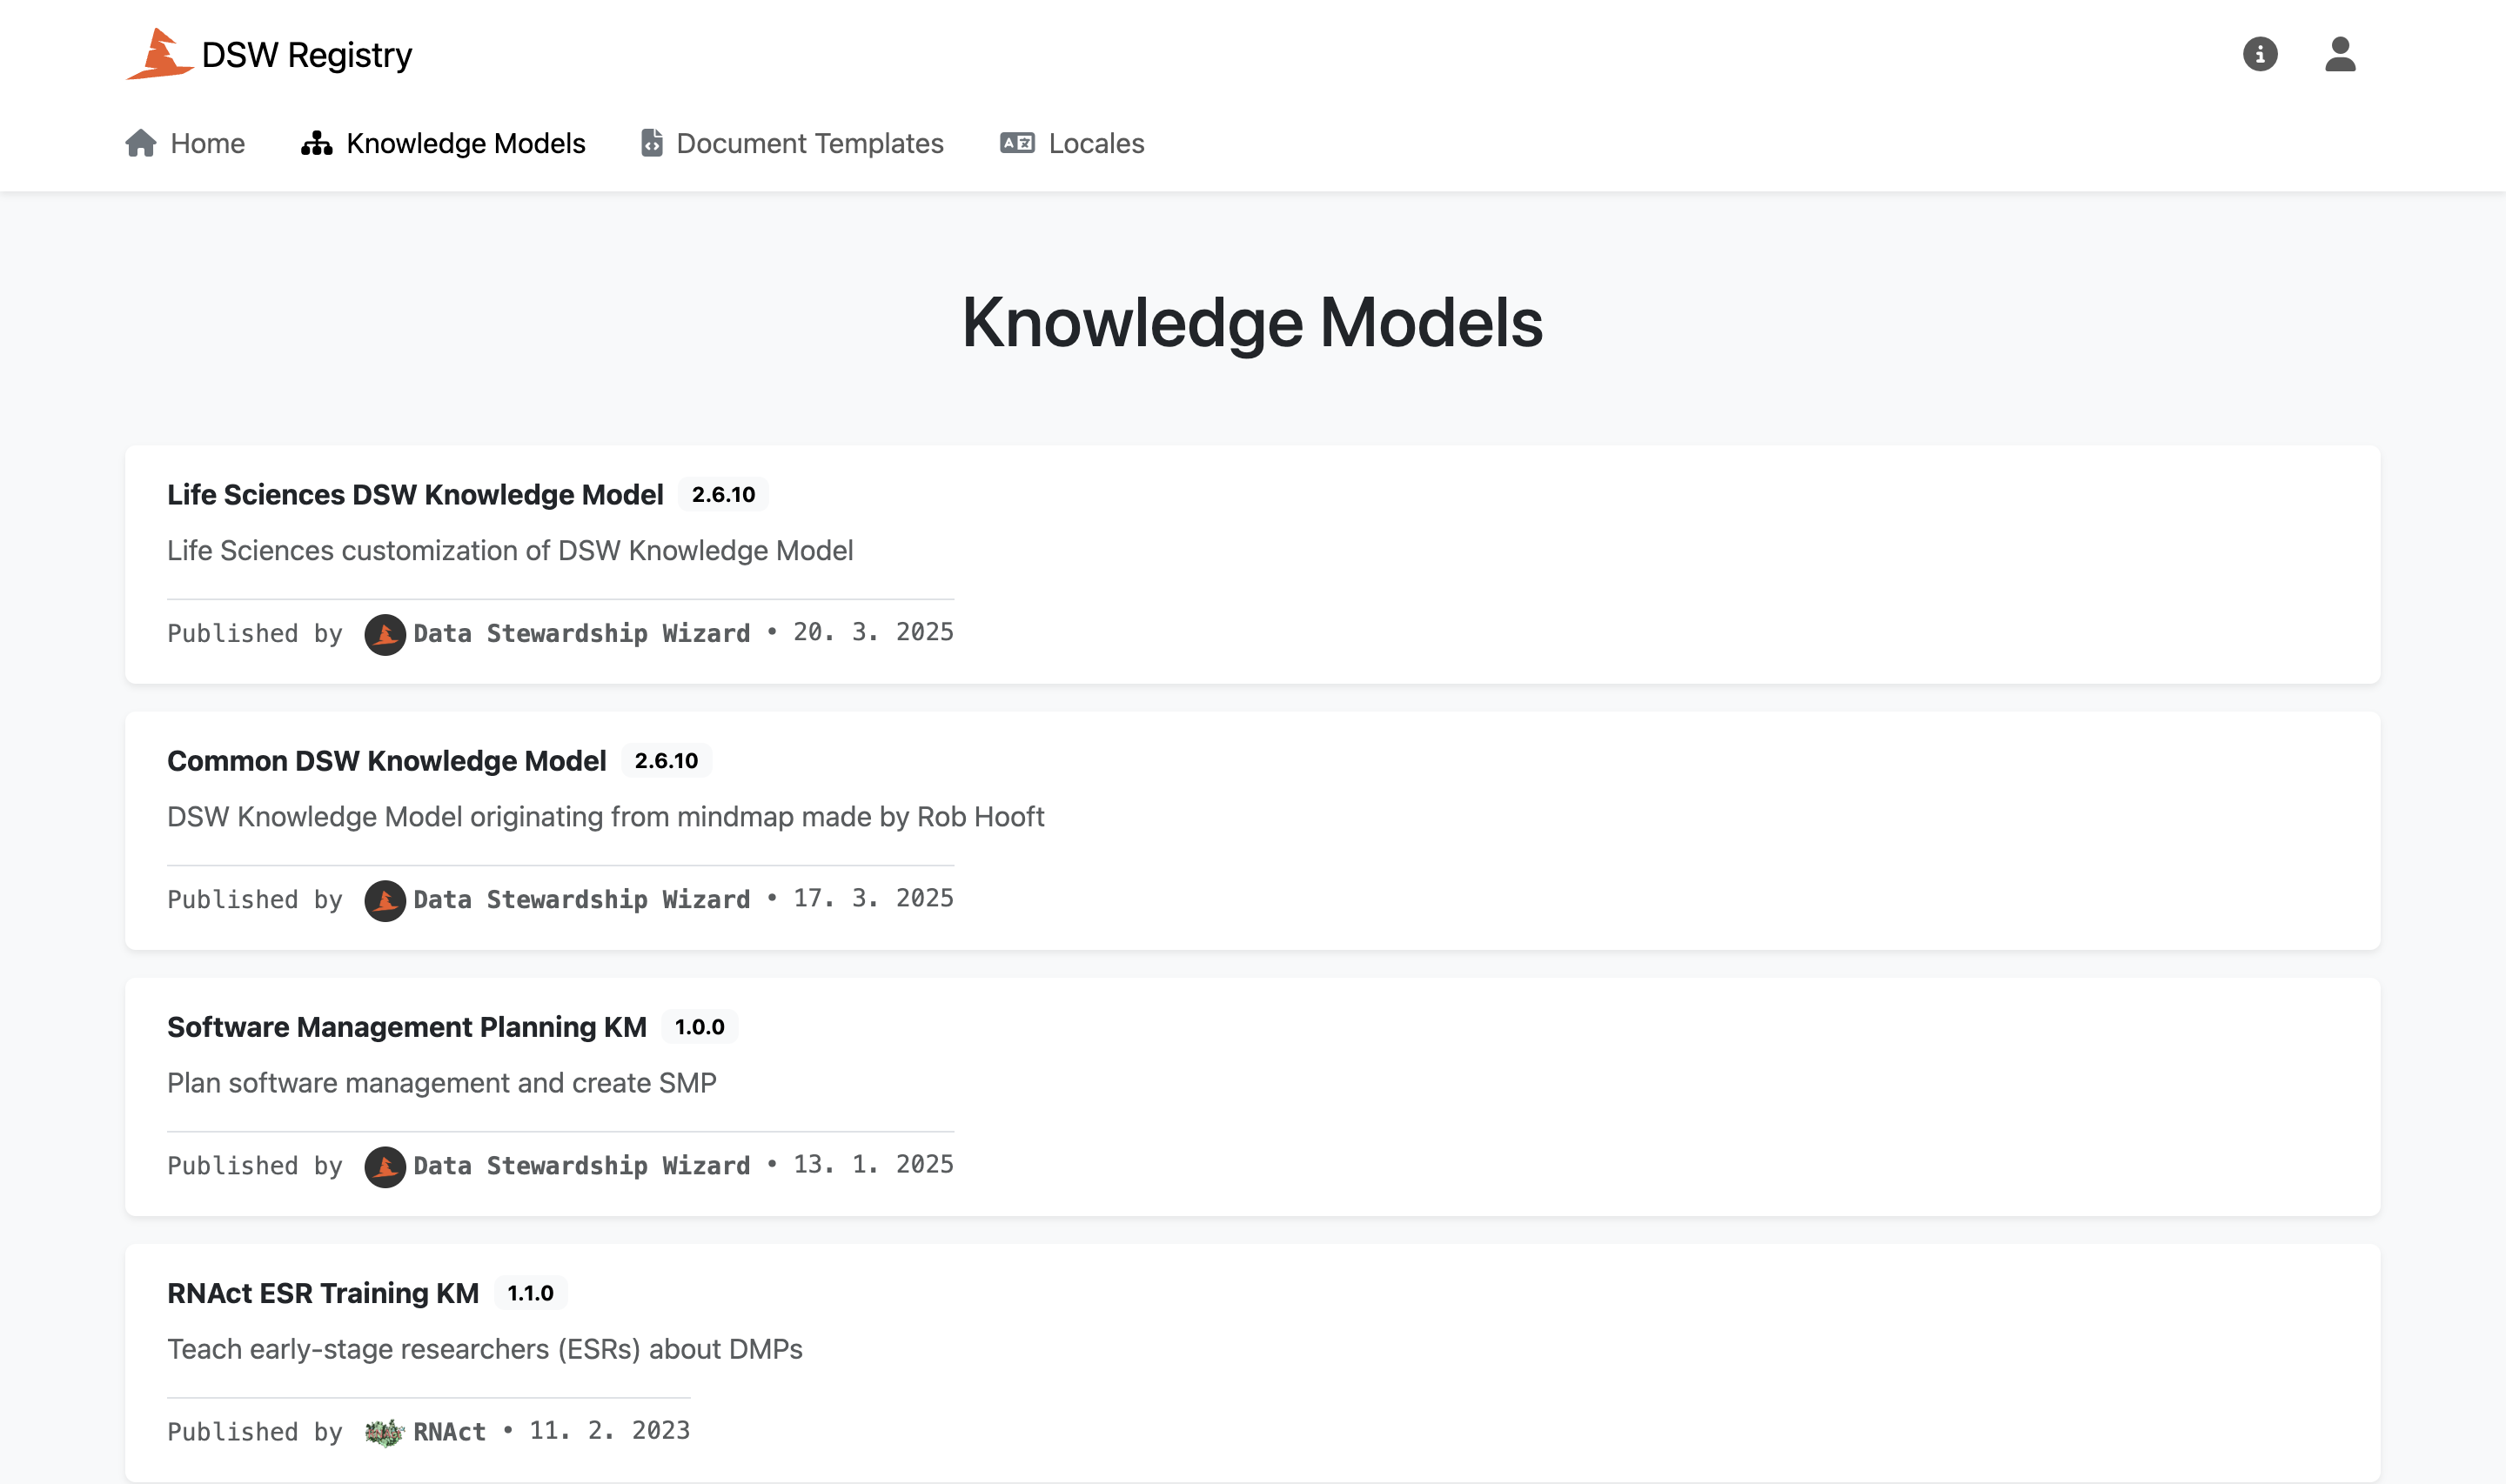 DSW Registry
Home Knowledge Models Document Templates Locales
Knowledge Models
Life Sciences DSW Knowledge Model 2.6.10
Life Sciences customization of DSW Knowledge Model
Published by Data Stewardship Wizard • 20. 3. 2025
Common DSW Knowledge Model 2.6.10
DSW Knowledge Model originating from mindmap made by Rob Hooft
Published by Data Stewardship Wizard • 17. 3. 2025
Software Management Planning KM 1.0.0
Plan software management and create SMP
Published by Data Stewardship Wizard • 13. 1. 2025
RNAct ESR Training KM 1.1.0
Teach early-stage researchers (ESRs) about DMPs
Published by RNAct • 11. 2. 2023